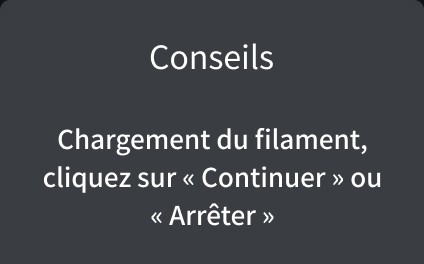 Conseils
Chargement du filament,
cliquez sur « Continuer » ou
« Arrêter »